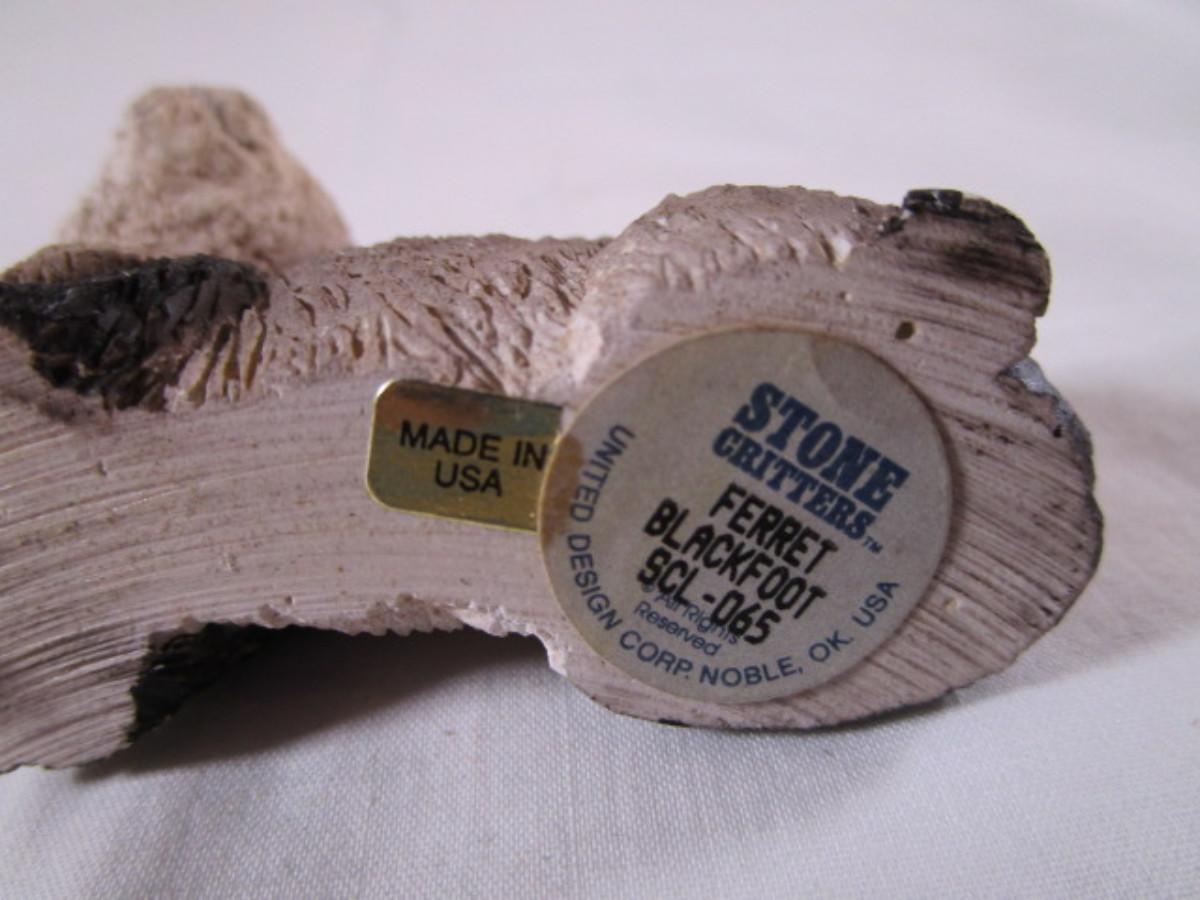 MADE IN
USA
STONE
CRITTERS™
FERRET
BLACKFOOT
SCL-065
© All Rights
Reserved
UNITED DESIGN CORP. NOBLE, OK. USA